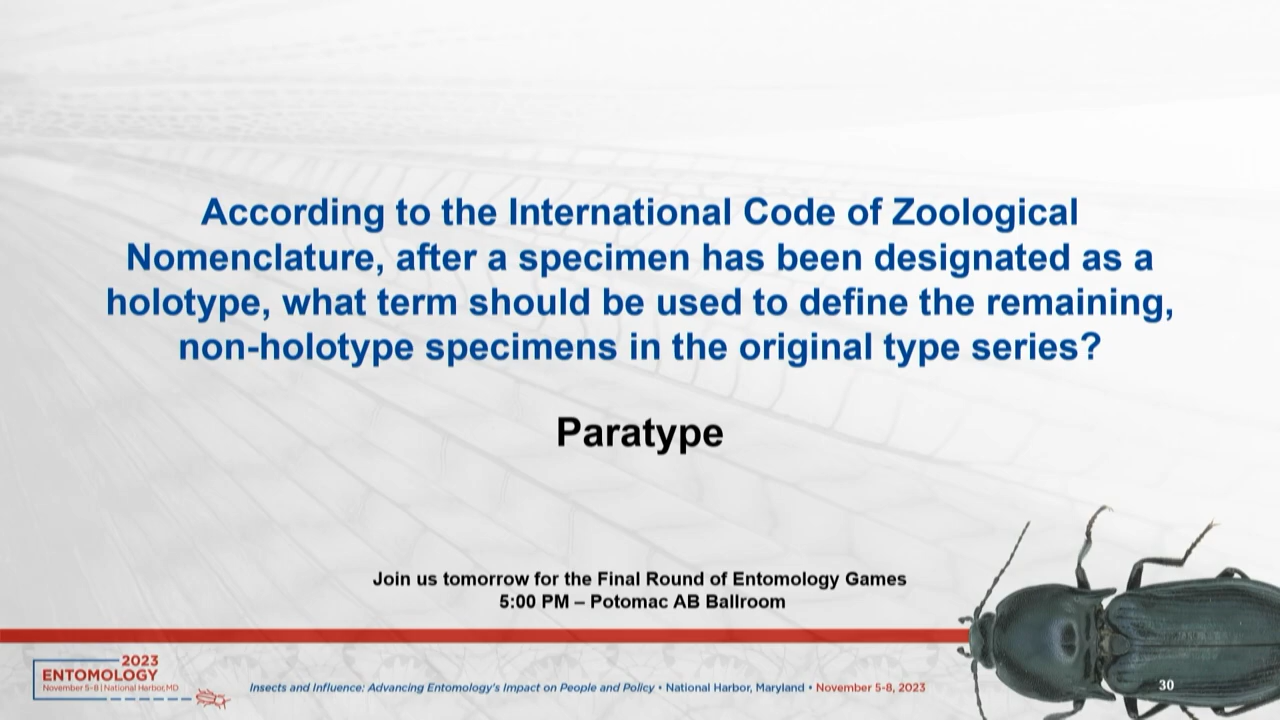 According to the International Code of Zoological
Nomenclature, after a specimen has been designated as a
holotype, what term should be used to define the remaining,
non-holotype specimens in the original type series?
Paratype
Join us tomorrow for the Final Round of Entomology Games
5:00 PM – Potomac AB Ballroom
2023
ENTOMOLOGY
November 5-8 | National Harbor, MD
Insects and Influence: Advancing Entomology's Impact on People and Policy • National Harbor, Maryland • November 5-8, 2023
30